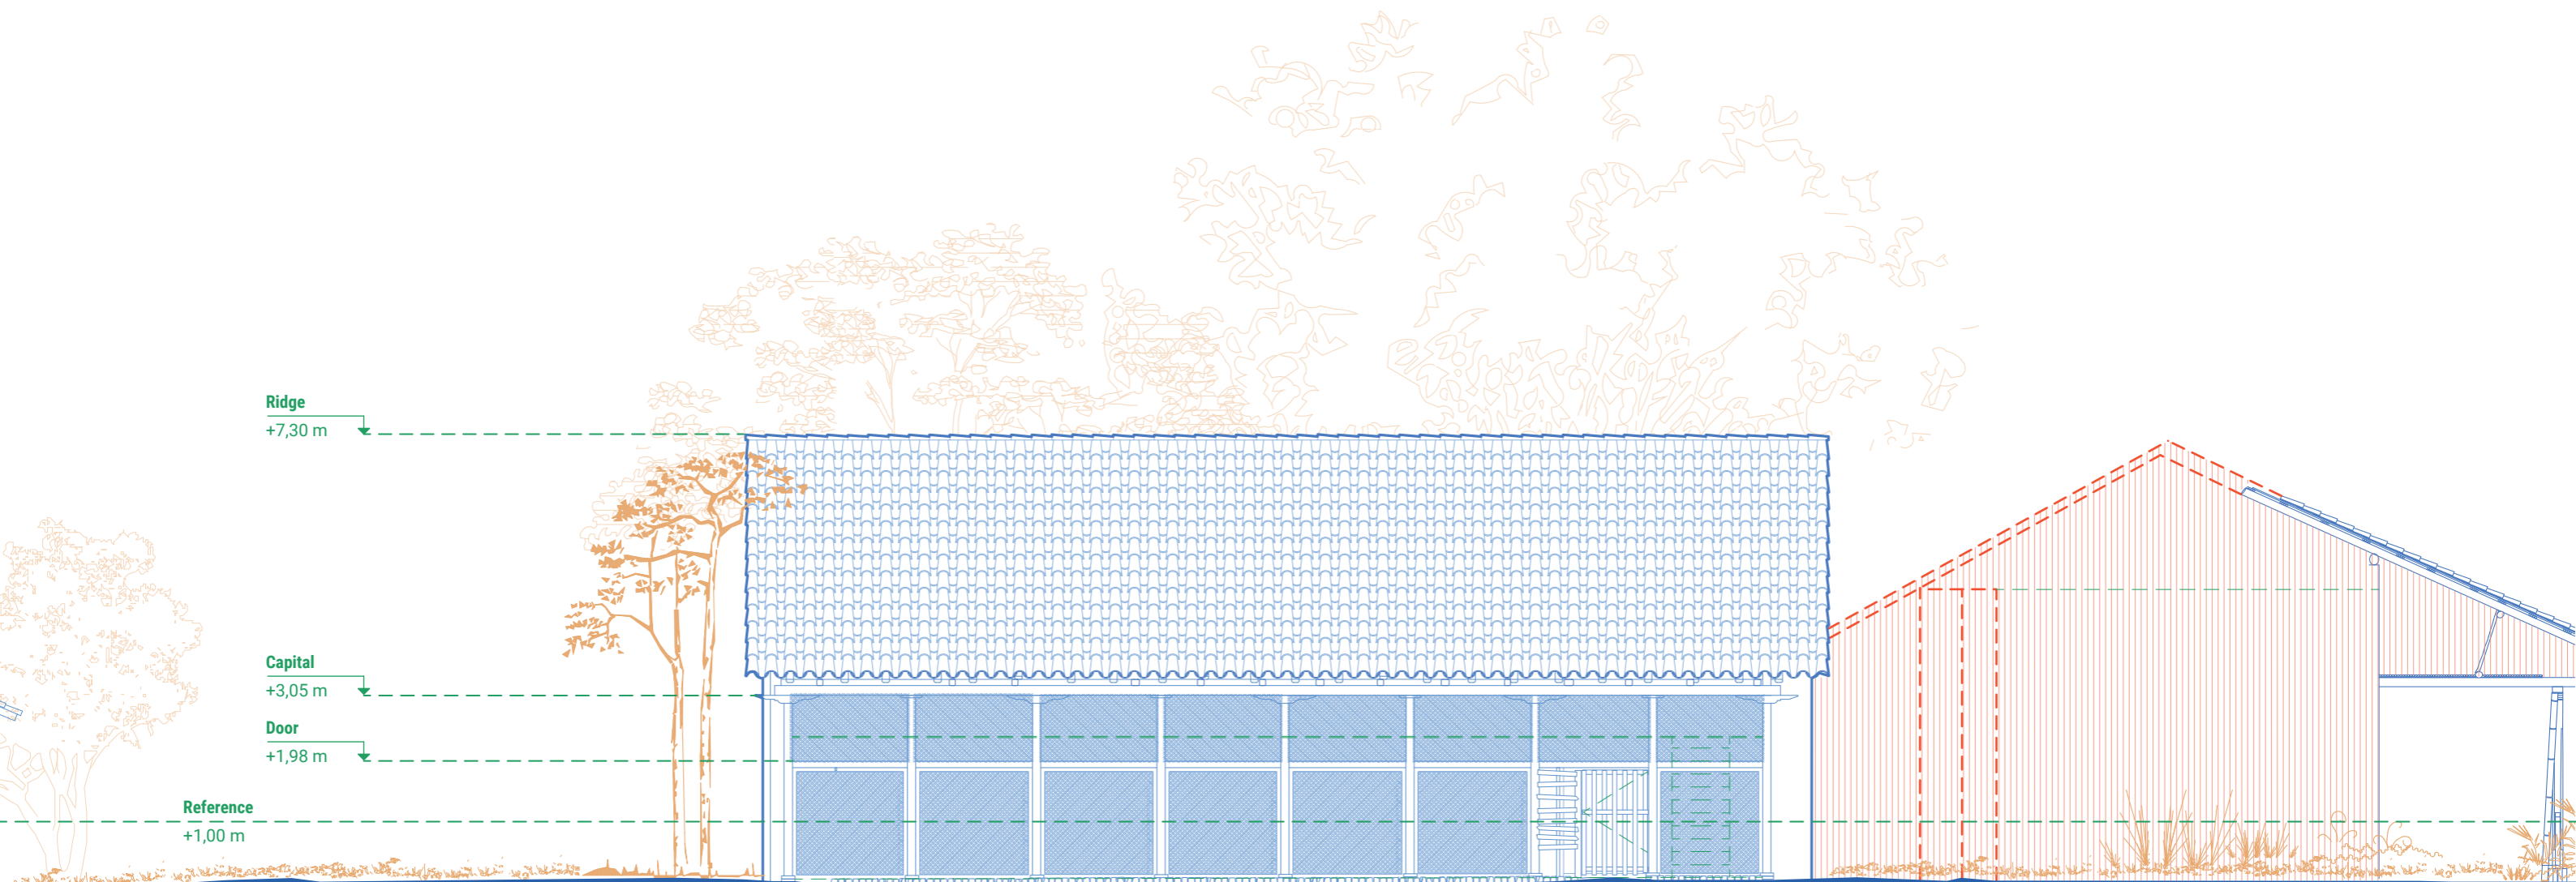 Ridge
+7,30 m
Capital
+3,05 m
Door
+1,98 m
Reference
+1,00 m